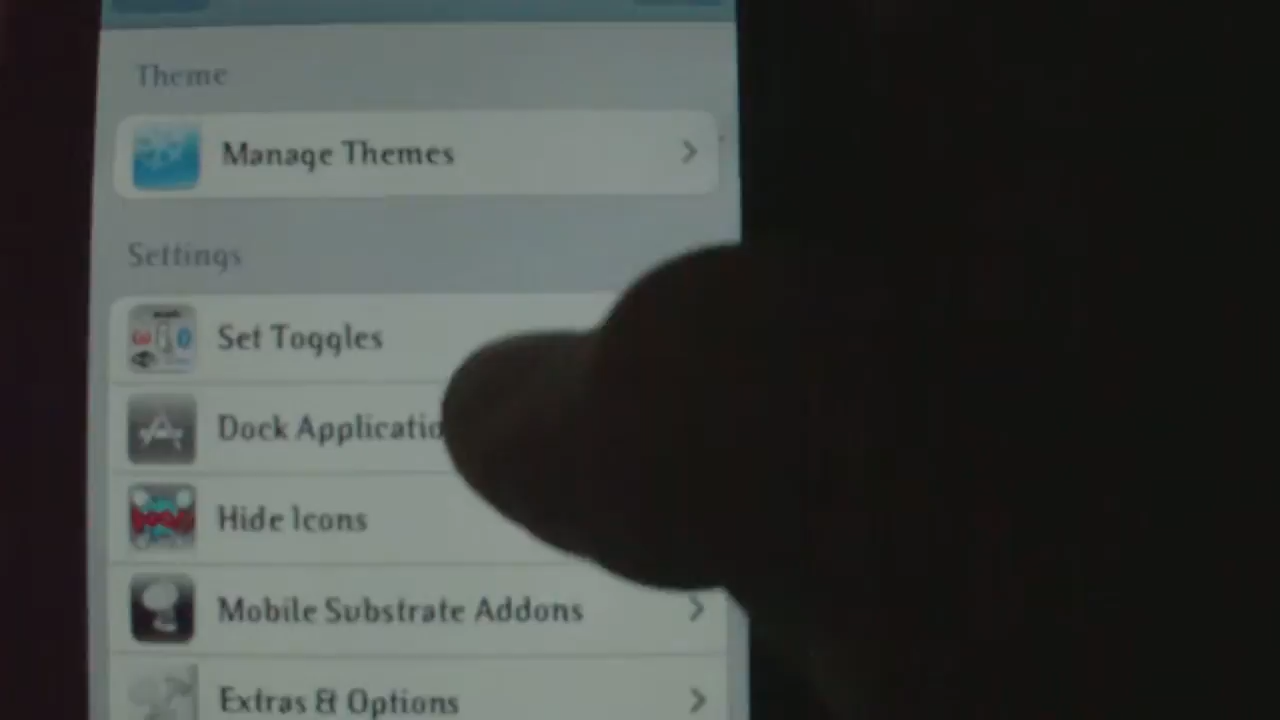 Theme
Manage Themes
Settings
Set Toggles
Dock Applicatio
Hide Icons
Mobile Substrate Addons
Extras & Options